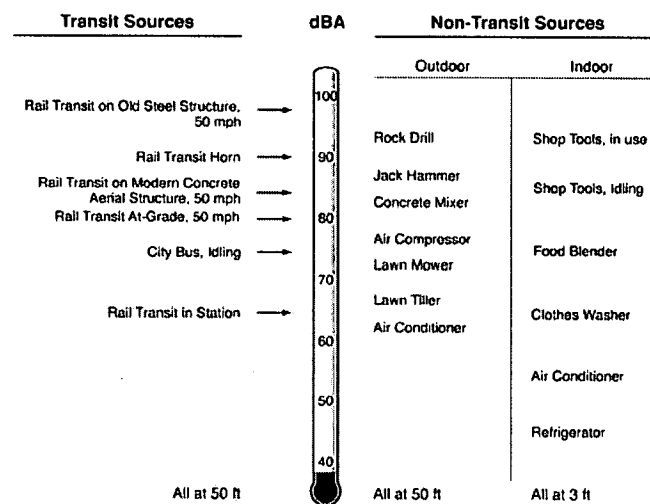 Transit Sources
dBA
Non-Transit Sources
Outdoor
Indoor
Rail Transit on Old Steel Structure,
50 mph
Rail Transit Horn
Rail Transit on Modern Concrete
Aerial Structure, 50 mph
Rail Transit At-Grade, 50 mph
City Bus, Idling
Rail Transit in Station
All at 50 ft
100
90
80
70
60
50
40
Rock Drill
Jack Hammer
Concrete Mixer
Air Compressor
Lawn Mower
Lawn Tiller
Air Conditioner
All at 50 ft
Shop Tools, in use
Shop Tools, Idling
Food Blender
Clothes Washer
Air Conditioner
Refrigerator
All at 3 ft